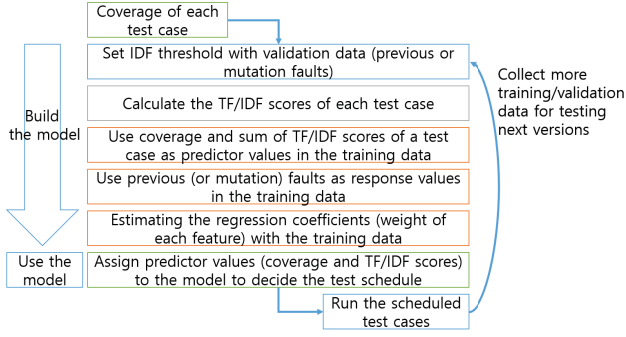 Coverage of each
test case
Set IDF threshold with validation data (previous or
mutation faults)
Calculate the TF/IDF scores of each test case
Use coverage and sum of TF/IDF scores of a test
case as predictor values in the training data
Use previous (or mutation) faults as response values
in the training data
Estimating the regression coefficients (weight of
each feature) with the training data
Assign predictor values (coverage and TF/IDF scores)
to the model to decide the test schedule
Run the scheduled
test cases
Build
the model
Use the
model
Collect more
training/validation
data for testing
next versions